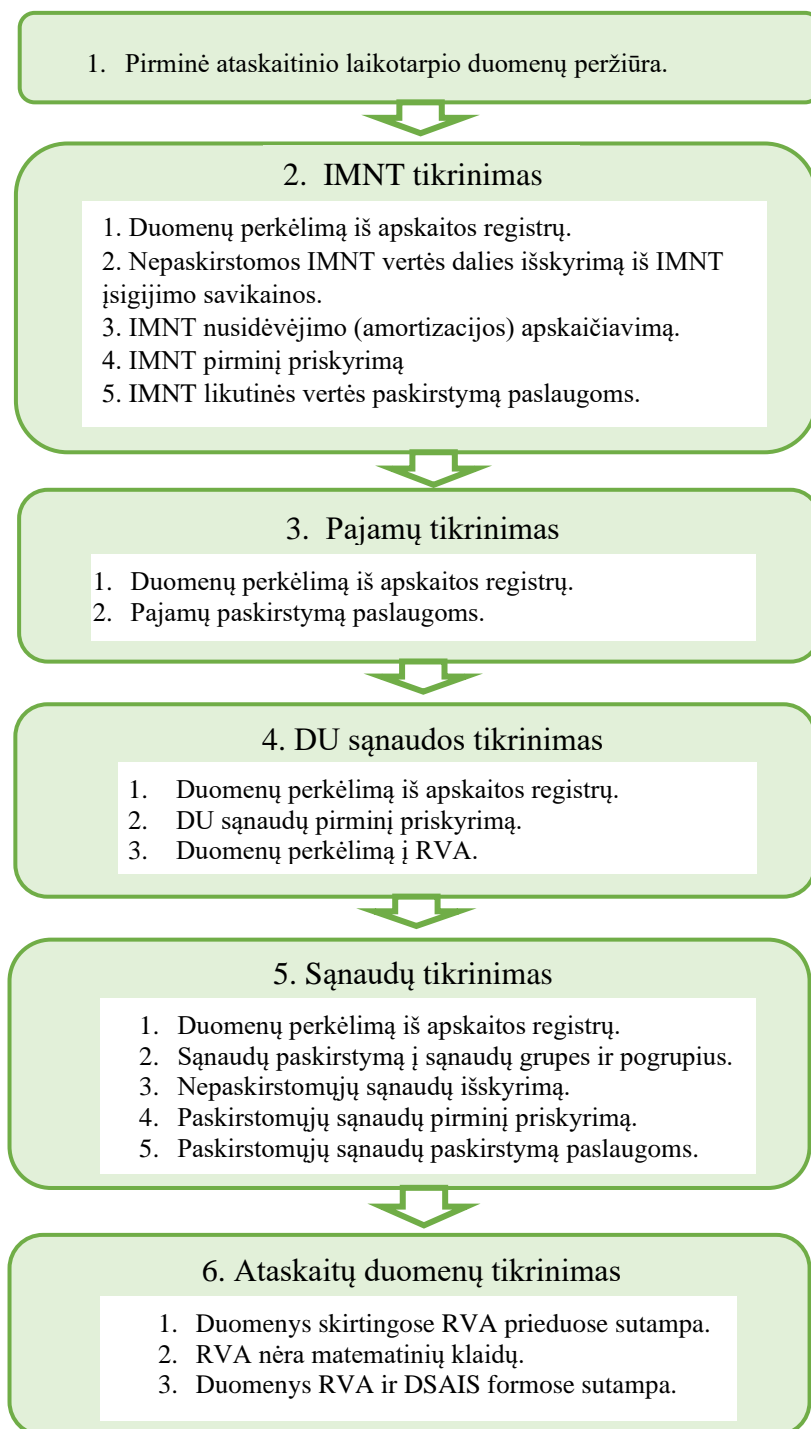 1. Pirminė ataskaitinio laikotarpio duomenų peržiūra.
2. IMNT tikrinimas
1. Duomenų perkėlimą iš apskaitos registrų.
2. Nepaskirstomos IMNT vertės dalies išskyrimą iš IMNT
įsigijimo savikainos.
3. IMNT nusidėvėjimo (amortizacijos) apskaičiavimą.
4. IMNT pirminį priskyrimą
5. IMNT likutinės vertės paskirstymą paslaugoms.
3. Pajamų tikrinimas
1. Duomenų perkėlimą iš apskaitos registrų.
2. Pajamų paskirstymą paslaugoms.
4. DU sąnaudos tikrinimas
1. Duomenų perkėlimą iš apskaitos registrų.
2. DU sąnaudų pirminį priskyrimą.
3. Duomenų perkėlimą į RVA.
5. Sąnaudų tikrinimas
1. Duomenų perkėlimą iš apskaitos registrų.
2. Sąnaudų paskirstymą į sąnaudų grupes ir pogrupius.
3. Nepaskirstomųjų sąnaudų išskyrimą.
4. Paskirstomųjų sąnaudų pirminį priskyrimą.
5. Paskirstomųjų sąnaudų paskirstymą paslaugoms.
6. Ataskaitų duomenų tikrinimas
1. Duomenys skirtingose RVA prieduose sutampa.
2. RVA nėra matematinių klaidų.
3. Duomenys RVA ir DSAIS formose sutampa.